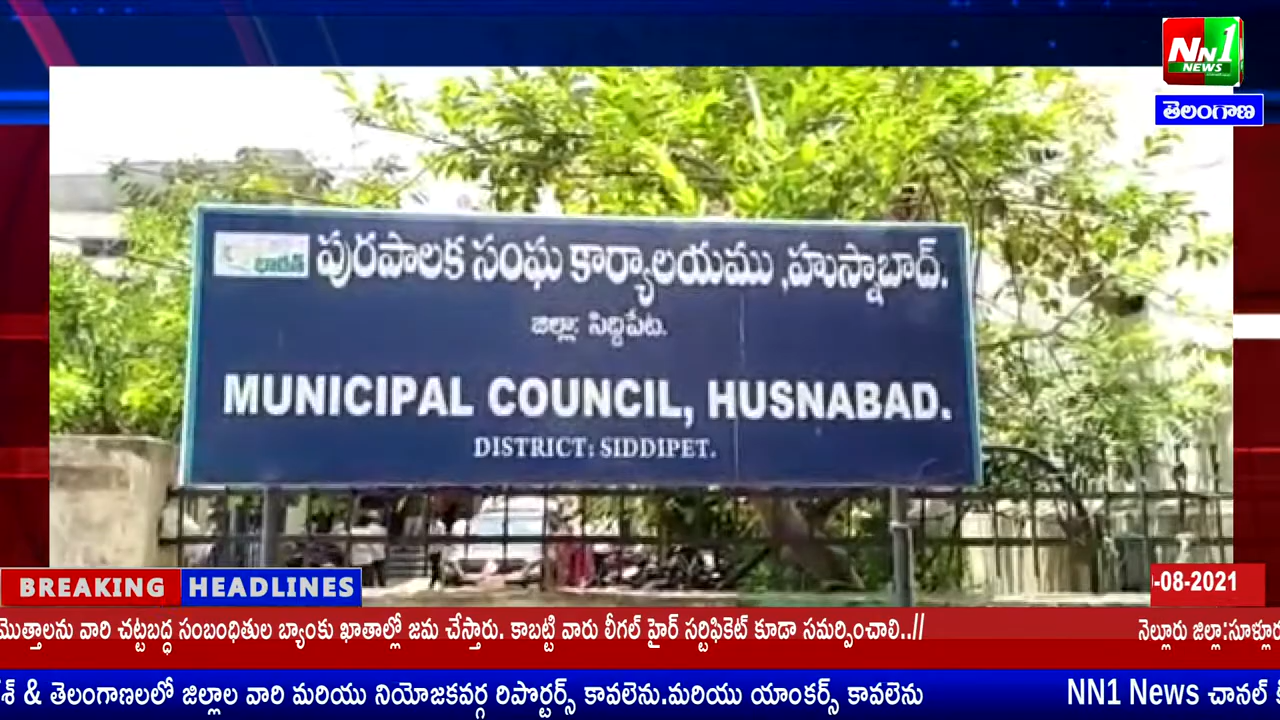 NN1
NEWS
తెలంగాణ
భారత్
పురపాలక సంఘ కార్యాలయము ,హుస్నాబాద్.
జిల్లా: సిద్దిపేట.
MUNICIPAL COUNCIL, HUSNABAD.
DISTRICT: SIDDIPET.
BREAKING HEADLINES
-08-2021
మొత్తాలను వారి చట్టబద్ధ సంబంధితుల బ్యాంకు ఖాతాల్లో జమ చేస్తారు. కాబట్టి వారు లీగల్ హైర్ సర్టిఫికెట్ కూడా సమర్పించాలి..// నెల్లూరు జిల్లా:సూళ్లూరు
& తెలంగాణలలో జిల్లాల వారి మరియు నియోజకవర్గ రిపొర్టర్స్ కావలెను.మరియు యాంకర్స్ కావలెను NN1 News చానల్